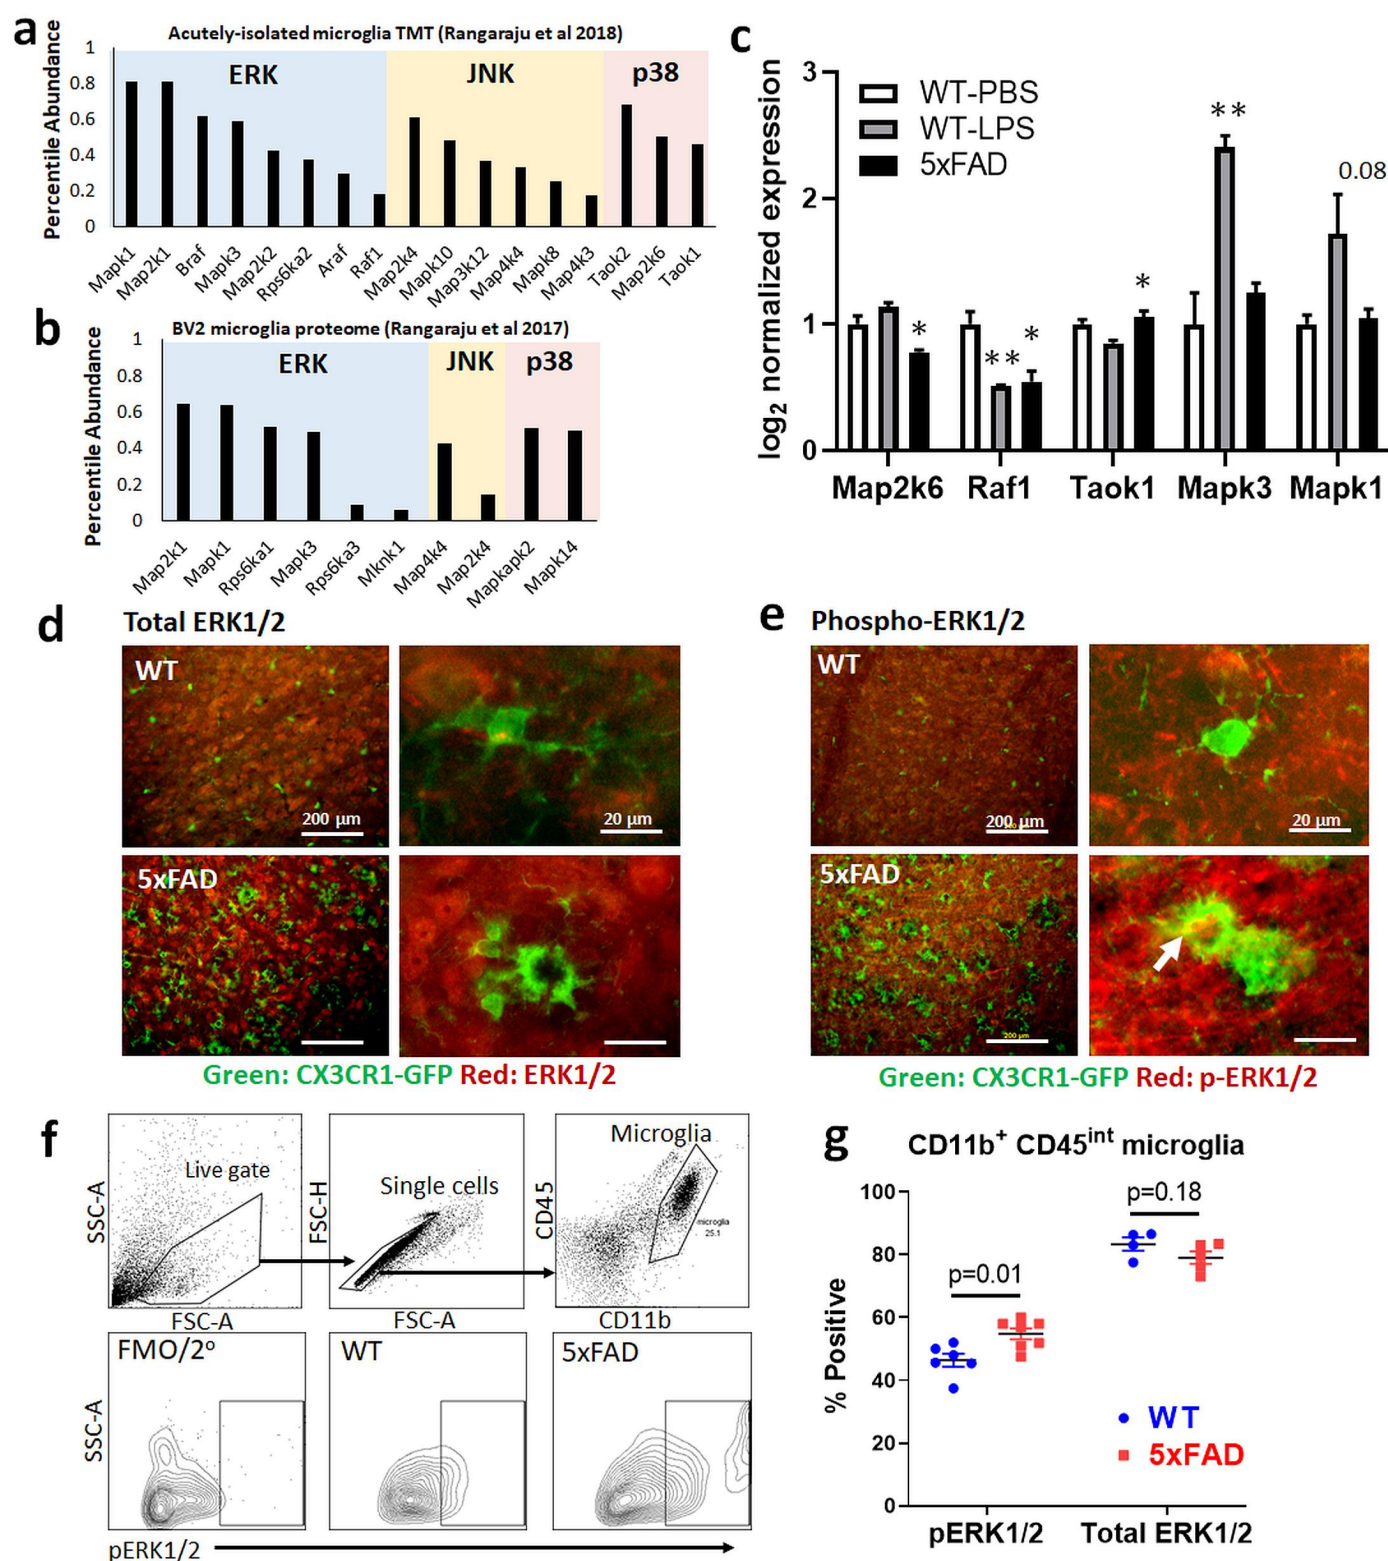 a
Acutely-isolated microglia TMT (Rangaraju et al 2018)
Percentile Abundance
1
0.8
0.6
0.4
0.2
0
ERK
JNK
p38
Mapk1
Map2k1
Braf
Mapk3
Map2k2
Rps6ka2
Araf
Raf1
Map2k4
Mapk10
Map3k12
Map4k4
Mapk8
Map4k3
Taok2
Map2k6
Taok1
b
BV2 microglia proteome (Rangaraju et al 2017)
Percentile Abundance
1
0.8
0.6
0.4
0.2
0
ERK
JNK
p38
Map2k1
Mapk1
Rps6ka1
Mapk3
Rps6ka3
Mknk1
Map4k4
Map2k4
Mapkapk2
Mapk14
c
log2 normalized expression
3
2
1
0
WT-PBS
WT-LPS
5xFAD
*
**
*
*
**
0.08
Map2k6 Raf1 Taok1 Mapk3 Mapk1
d
Total ERK1/2
WT
200 µm
20 µm
5xFAD
Green: CX3CR1-GFP Red: ERK1/2
e
Phospho-ERK1/2
WT
200 µm
20 µm
5xFAD
200 µm
Green: CX3CR1-GFP Red: p-ERK1/2
f
SSC-A
Live gate
FSC-A
FSC-H
Single cells
FSC-A
CD45
Microglia
microglia
25.1
CD11b
SSC-A
FMO/2º
WT
5xFAD
pERK1/2
g
CD11b+ CD45int microglia
% Positive
100
80
60
40
20
0
p=0.01
p=0.18
WT
5xFAD
pERK1/2 Total ERK1/2